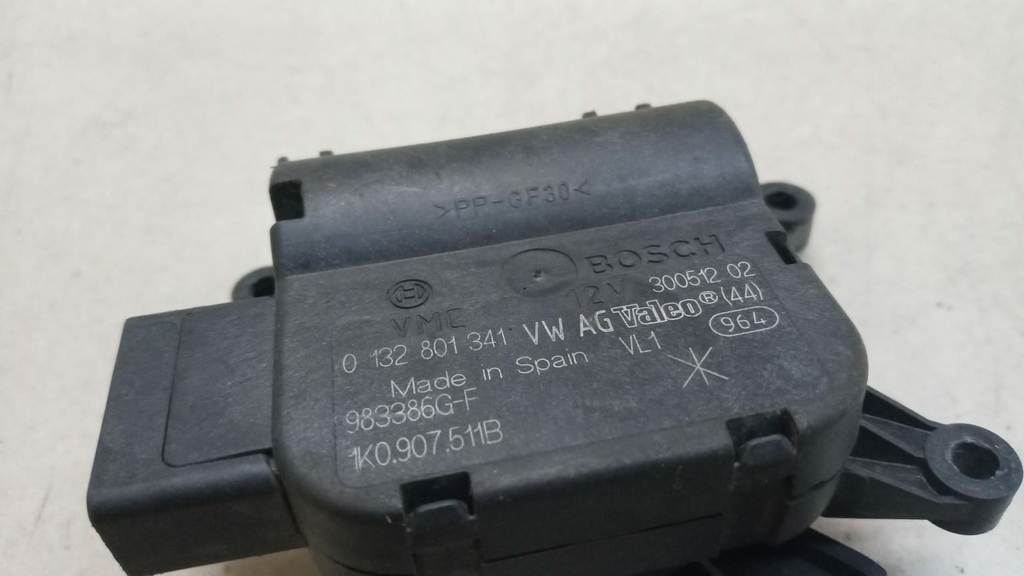 >PP-GF30<
BOSCH
VME 12V 300512 02
0 132 801 341 VW AG Valeo® (44)
Made in Spain VL1 964
983386G-F
1K0.907.511B